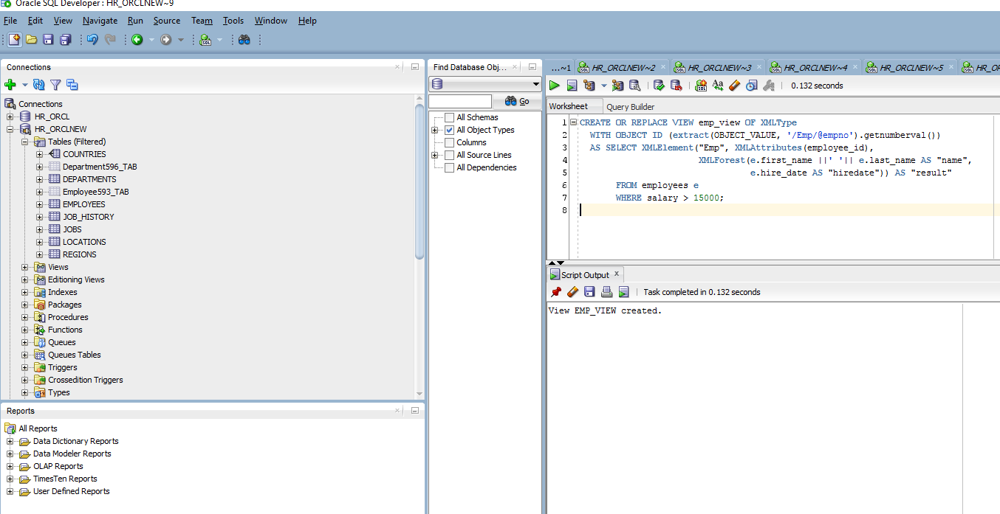 Oracle SQL Developer : HR_ORCLNEW~9
File Edit View Navigate Run Source Team Tools Window Help
Connections
Connections
HR_ORCL
HR_ORCLNEW
Tables (Filtered)
COUNTRIES
Department596_TAB
DEPARTMENTS
Employee593_TAB
EMPLOYEES
JOB_HISTORY
JOBS
LOCATIONS
REGIONS
Views
Editioning Views
Indexes
Packages
Procedures
Functions
Queues
Queues Tables
Triggers
Crossedition Triggers
Types
Reports
All Reports
Data Dictionary Reports
Data Modeler Reports
OLAP Reports
TimesTen Reports
User Defined Reports
Find Database Obj...
Go
All Schemas
All Object Types
Columns
All Source Lines
All Dependencies
...~1 HR_ORCLNEW~2 HR_ORCLNEW~3 HR_ORCLNEW~4 HR_ORCLNEW~5 HR_OR
0.132 seconds
Worksheet Query Builder
1 CREATE OR REPLACE VIEW emp_view OF XMLType
2 WITH OBJECT ID (extract(OBJECT_VALUE, '/Emp/@empno').getnumberval())
3 AS SELECT XMLElement("Emp", XMLAttributes(employee_id),
4 XMLForest(e.first_name ||' '|| e.last_name AS "name",
5 e.hire_date AS "hiredate")) AS "result"
6 FROM employees e
7 WHERE salary > 15000;
8
Script Output x
Task completed in 0.132 seconds
View EMP_VIEW created.